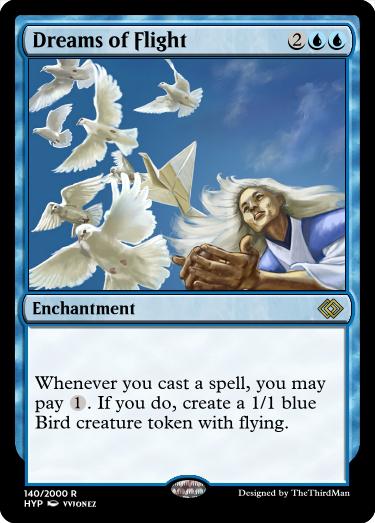 Dreams of Flight 2
Enchantment
Whenever you cast a spell, you may
pay 1. If you do, create a 1/1 blue
Bird creature token with flying.
140/2000 R
HYP VVIONEZ
Designed by TheThirdMan